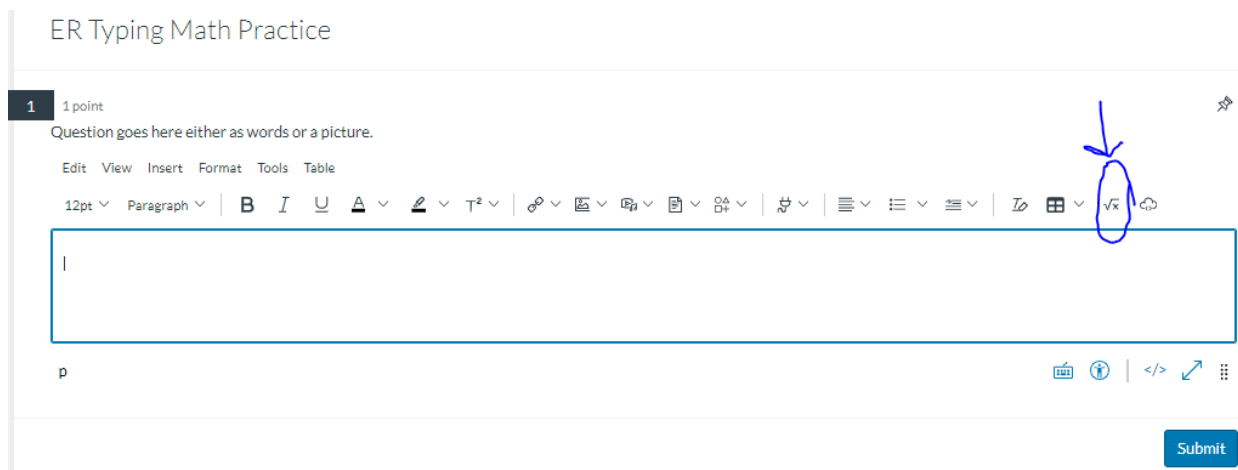 ER Typing Math Practice
1 1 point
Question goes here either as words or a picture.
Edit View Insert Format Tools Table
12pt Paragraph B I U A T² √x
p </>
Submit